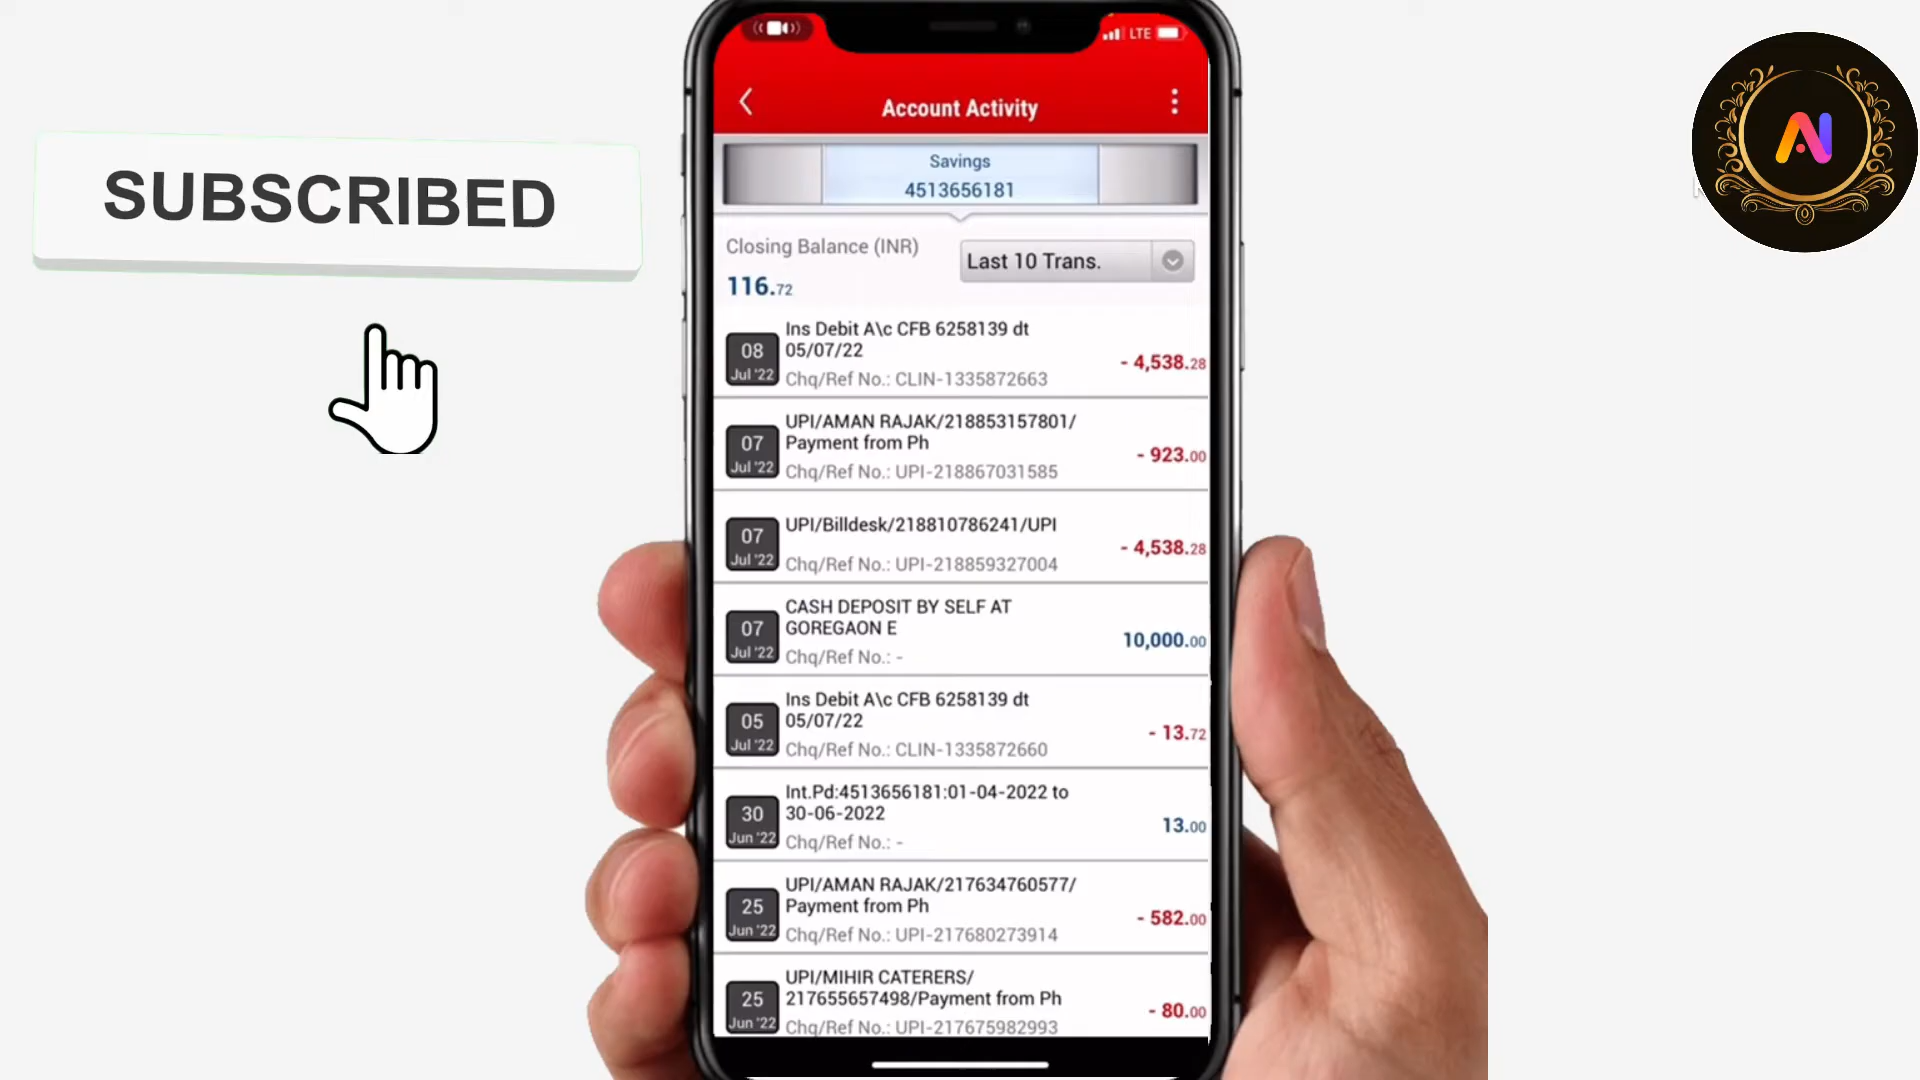 SUBSCRIBED
LTE
Account Activity
Savings
4513656181
Closing Balance (INR)
116.72
Last 10 Trans.
08
Jul '22
Ins Debit A\c CFB 6258139 dt
05/07/22
Chq/Ref No.: CLIN-1335872663
- 4,538.28
07
Jul '22
UPI/AMAN RAJAK/218853157801/
Payment from Ph
Chq/Ref No.: UPI-218867031585
- 923.00
07
Jul '22
UPI/Billdesk/218810786241/UPI
Chq/Ref No.: UPI-218859327004
- 4,538.28
07
Jul '22
CASH DEPOSIT BY SELF AT
GOREGAON E
Chq/Ref No.: -
10,000.00
05
Jul '22
Ins Debit A\c CFB 6258139 dt
05/07/22
Chq/Ref No.: CLIN-1335872660
- 13.72
30
Jun '22
Int.Pd:4513656181:01-04-2022 to
30-06-2022
Chq/Ref No.: -
13.00
25
Jun '22
UPI/AMAN RAJAK/217634760577/
Payment from Ph
Chq/Ref No.: UPI-217680273914
- 582.00
25
Jun '22
UPI/MIHIR CATERERS/
217655657498/Payment from Ph
Chq/Ref No.: UPI-217675982993
- 80.00